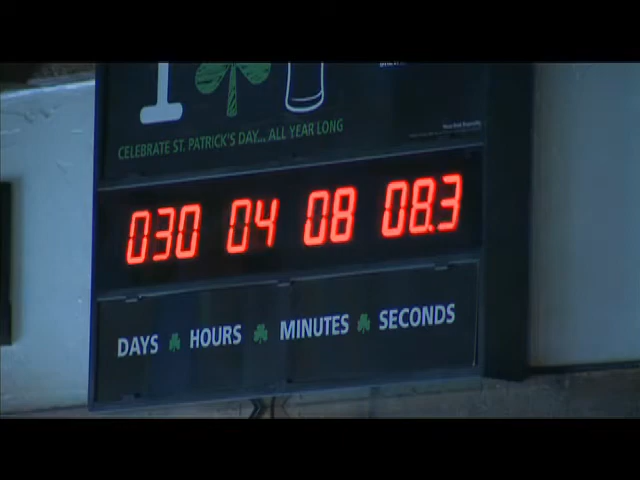 I
CELEBRATE ST. PATRICK'S DAY... ALL YEAR LONG
030 04 08 08.3
DAYS HOURS MINUTES SECONDS